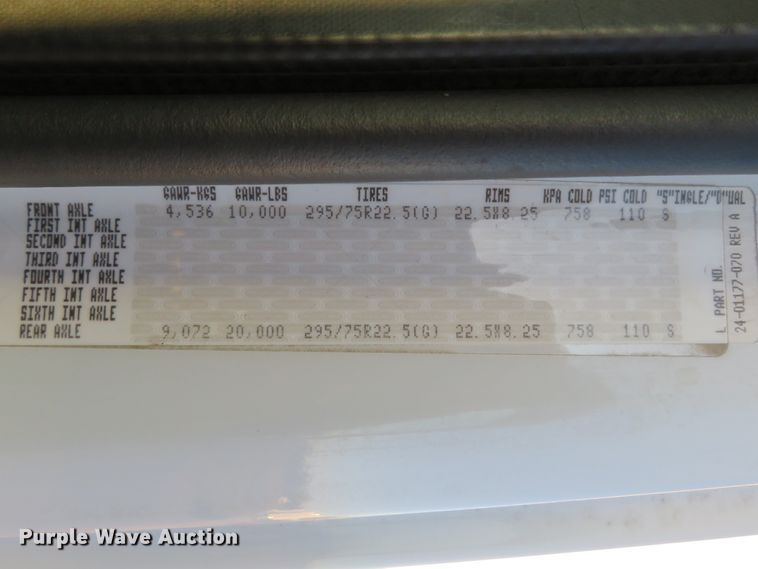 GAWR-KGS GAWR-LBS TIRES RIMS KPA COLD PSI COLD "S"INGLE/"D"UAL
FRONT AXLE 4,536 10,000 295/75R22.5(G) 22.5X8.25 758 110 S
FIRST INT AXLE
SECOND INT AXLE
THIRD INT AXLE
FOURTH INT AXLE
FIFTH INT AXLE
SIXTH INT AXLE
REAR AXLE 9,072 20,000 295/75R22.5(G) 22.5X8.25 758 110 S
L PART NO.
24-01177-070 REV A
Purple Wave Auction